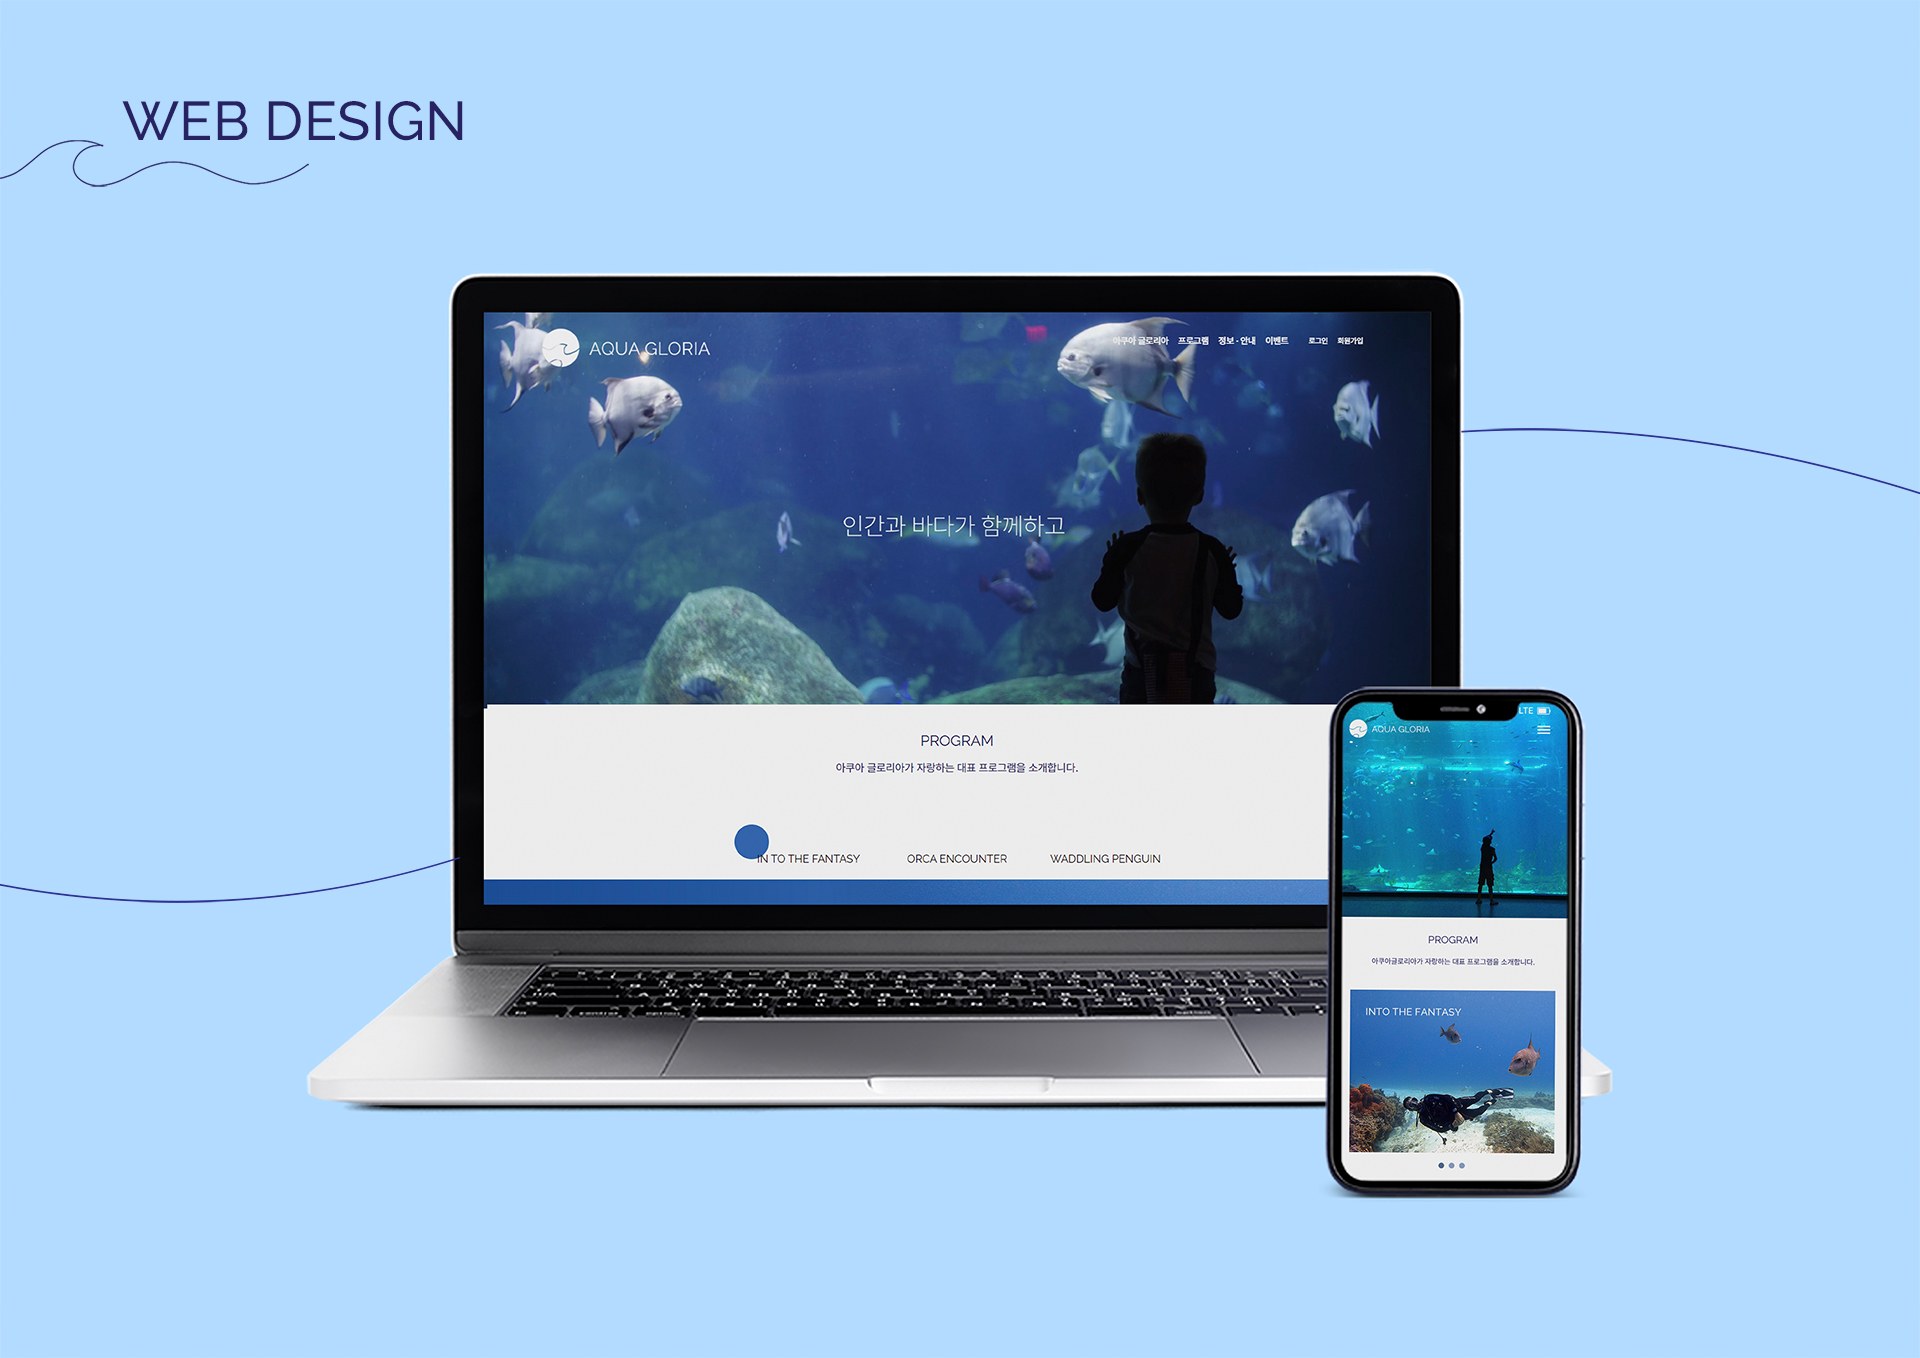 WEB DESIGN
AQUA GLORIA
아쿠아 글로리아 프로그램 정보·안내 이벤트 로그인 회원가입
인간과 바다가 함께하고
PROGRAM
아쿠아 글로리아가 자랑하는 대표 프로그램을 소개합니다.
IN TO THE FANTASY ORCA ENCOUNTER WADDLING PENGUIN
LTE
AQUA GLORIA
PROGRAM
아쿠아글로리아가 자랑하는 대표 프로그램을 소개합니다.
INTO THE FANTASY